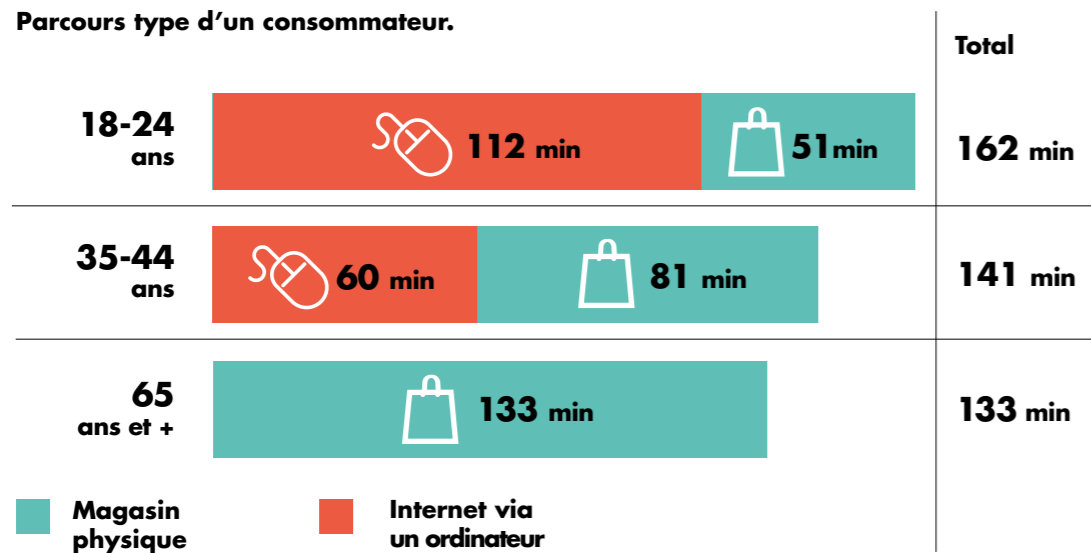 Parcours type d'un consommateur.
Total
18-24
ans
112 min
51min
162 min
35-44
ans
60 min
81 min
141 min
65
ans et +
133 min
133 min
Magasin
physique
Internet via
un ordinateur